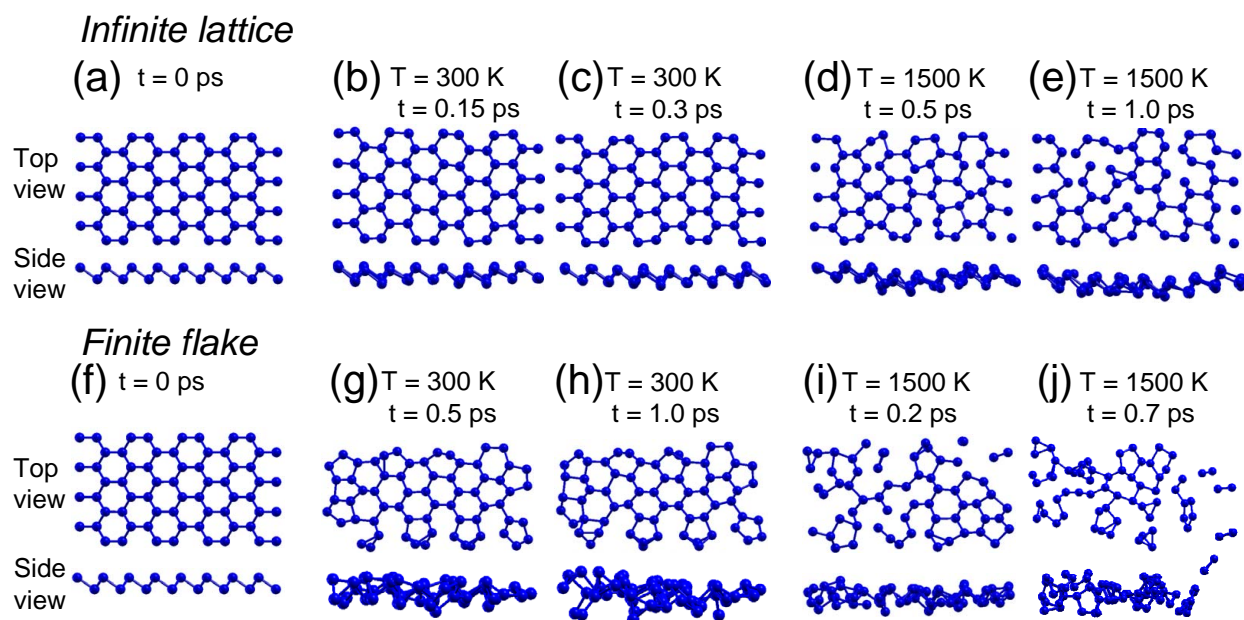 Infinite lattice
(a) t = 0 ps
(b) T = 300 K
t = 0.15 ps
(c) T = 300 K
t = 0.3 ps
(d) T = 1500 K
t = 0.5 ps
(e) T = 1500 K
t = 1.0 ps
Top
view
Side
view
Finite flake
(f) t = 0 ps
(g) T = 300 K
t = 0.5 ps
(h) T = 300 K
t = 1.0 ps
(i) T = 1500 K
t = 0.2 ps
(j) T = 1500 K
t = 0.7 ps
Top
view
Side
view